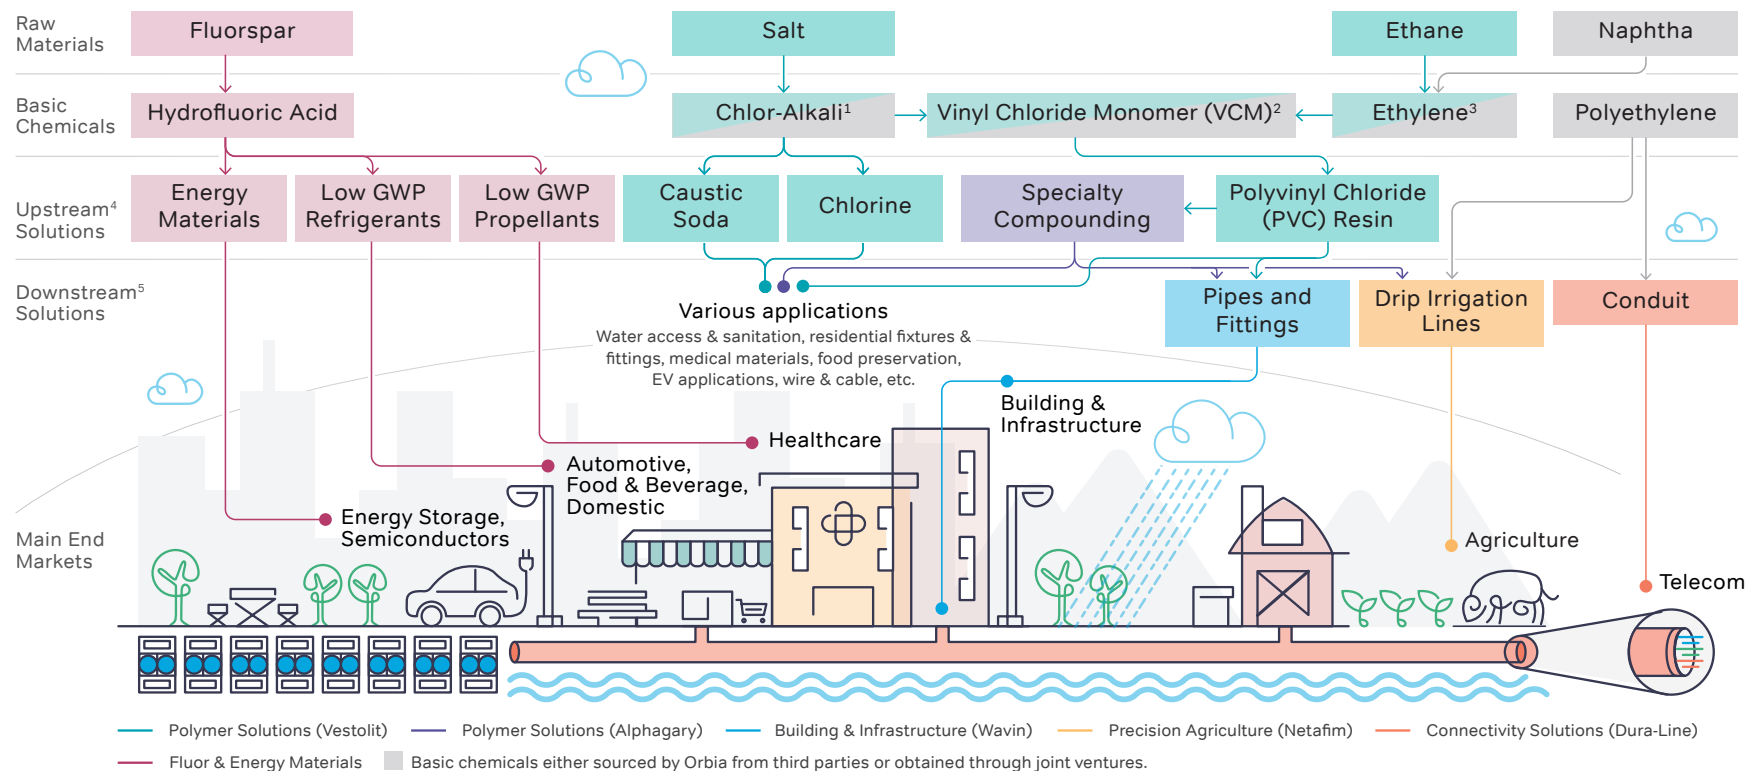 Raw
Materials
Fluorspar
Salt
Ethane
Naphtha
Basic
Chemicals
Hydrofluoric Acid
Chlor-Alkali¹
Vinyl Chloride Monomer (VCM)²
Ethylene³
Polyethylene
Upstream⁴
Solutions
Energy
Materials
Low GWP
Refrigerants
Low GWP
Propellants
Caustic
Soda
Chlorine
Specialty
Compounding
Polyvinyl Chloride
(PVC) Resin
Downstream⁵
Solutions
Various applications
Water access & sanitation, residential fixtures &
fittings, medical materials, food preservation,
EV applications, wire & cable, etc.
Pipes and
Fittings
Drip Irrigation
Lines
Conduit
Building &
Infrastructure
Healthcare
Automotive,
Food & Beverage,
Domestic
Energy Storage,
Semiconductors
Main End
Markets
Agriculture
Telecom
Polymer Solutions (Vestolit)
Polymer Solutions (Alphagary)
Building & Infrastructure (Wavin)
Precision Agriculture (Netafim)
Connectivity Solutions (Dura-Line)
Fluor & Energy Materials
Basic chemicals either sourced by Orbia from third parties or obtained through joint ventures.